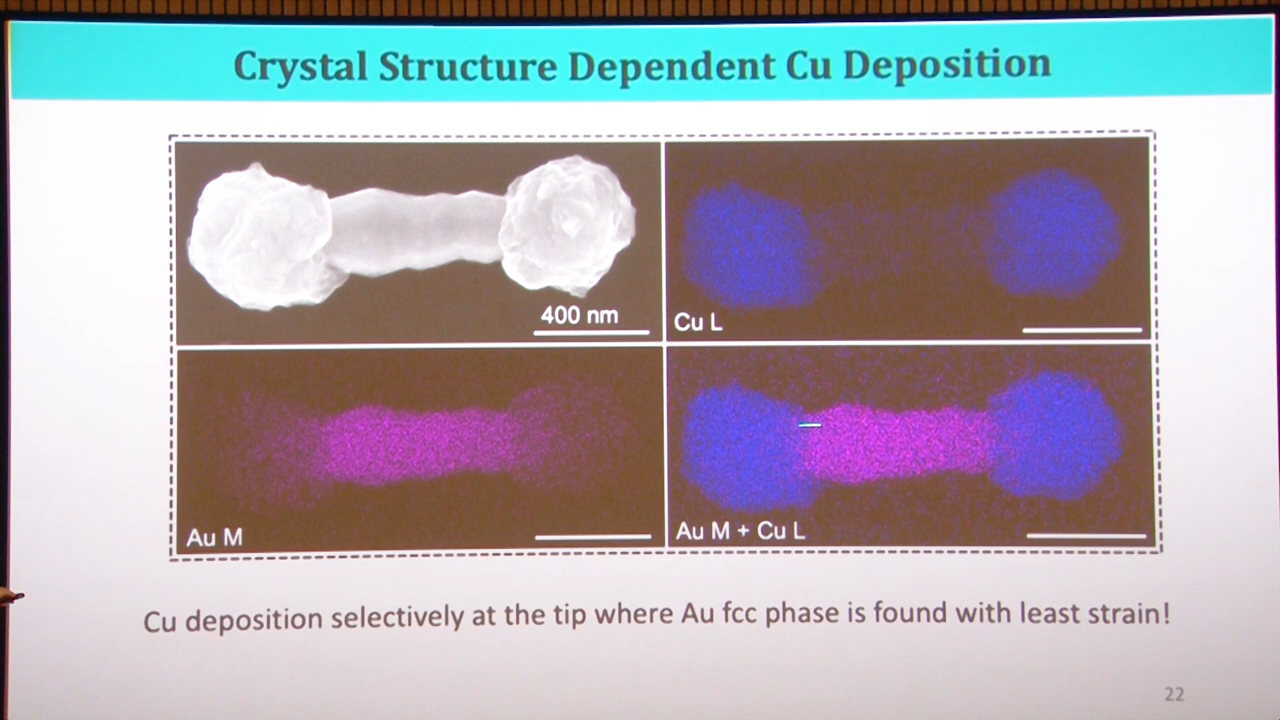 Crystal Structure Dependent Cu Deposition
400 nm
Cu L
Au M
Au M + Cu L
Cu deposition selectively at the tip where Au fcc phase is found with least strain!
22